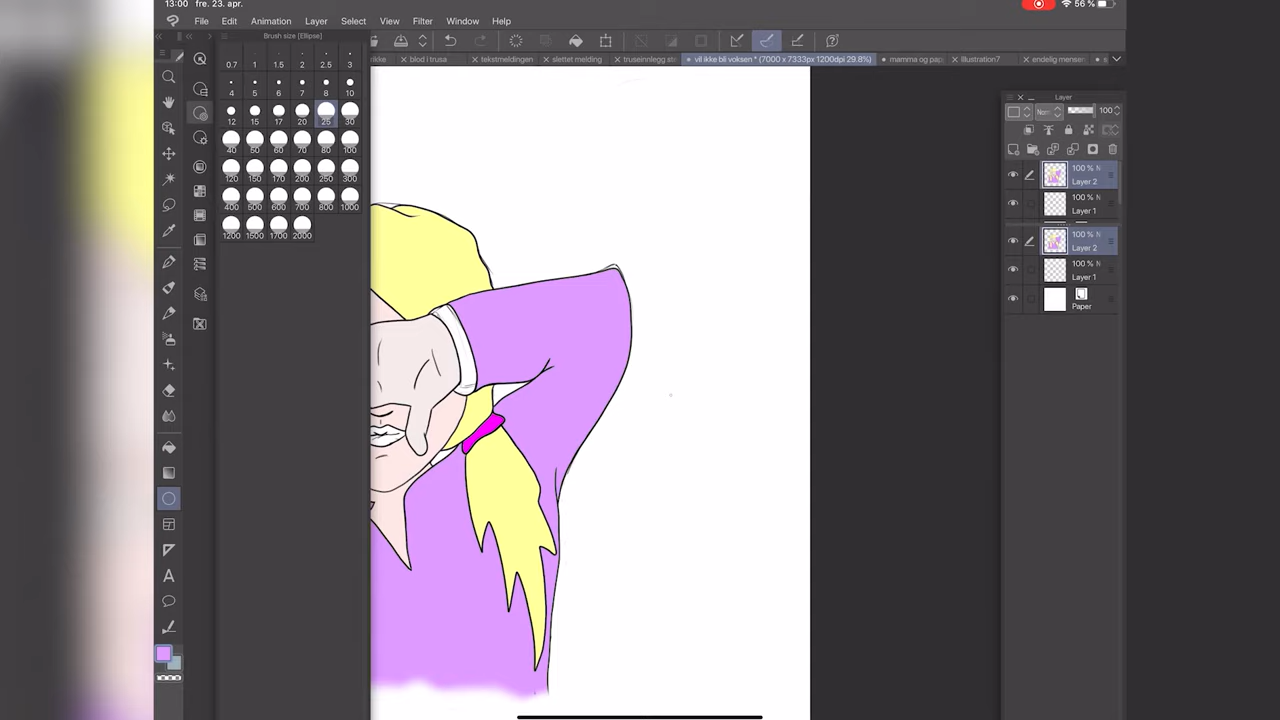 13:00 fre. 23. apr. 56 %
File Edit Animation Layer Select View Filter Window Help
Brush size [Ellipse]
blod i trusa tekstmeldingen slettet melding truseinnlegg str vil ikke bli voksen * (7000 x 7333px 1200dpi 29.8%) mamma og pap illustration7 endelig mensen
0.7 1 1.5 2 2.5 3
4 5 6 7 8 10
12 15 17 20 25 30
40 50 60 70 80 100
120 150 170 200 250 300
400 500 600 700 800 1000
1200 1500 1700 2000
Layer
100
100 % N
Layer 2
100 % N
Layer 1
100 % N
Layer 2
100 % N
Layer 1
Paper